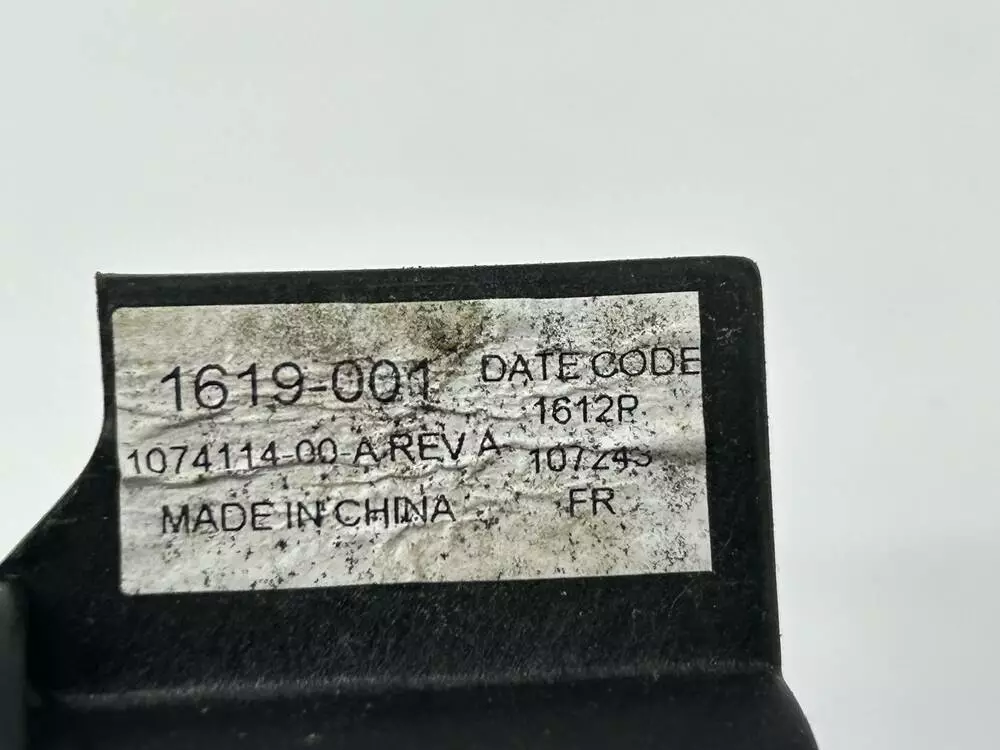 1619-001
1074114-00-A REV A
MADE IN CHINA
DATE CODE
1612R
107243
FR